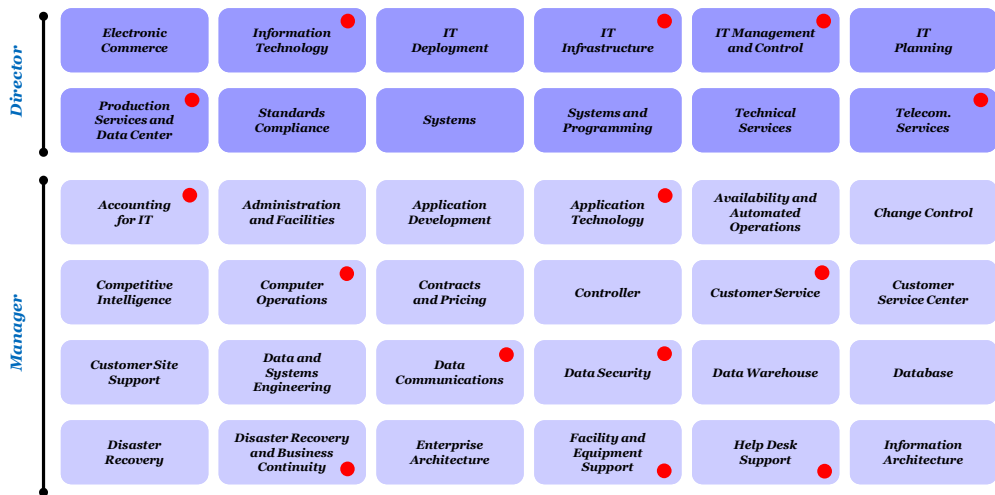 Director
Electronic
Commerce
Information
Technology
IT
Deployment
IT
Infrastructure
IT Management
and Control
IT
Planning
Production
Services and
Data Center
Standards
Compliance
Systems
Systems and
Programming
Technical
Services
Telecom.
Services
Manager
Accounting
for IT
Administration
and Facilities
Application
Development
Application
Technology
Availability and
Automated
Operations
Change Control
Competitive
Intelligence
Computer
Operations
Contracts
and Pricing
Controller
Customer Service
Customer
Service Center
Customer Site
Support
Data and
Systems
Engineering
Data
Communications
Data Security
Data Warehouse
Database
Disaster
Recovery
Disaster Recovery
and Business
Continuity
Enterprise
Architecture
Facility and
Equipment
Support
Help Desk
Support
Information
Architecture